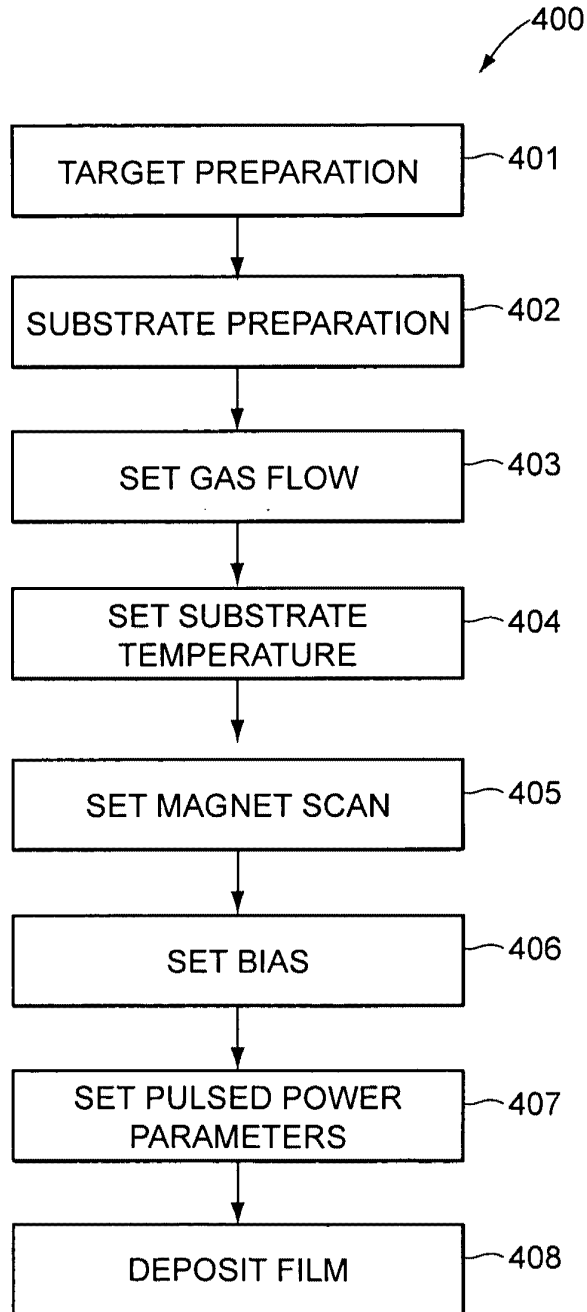 400
TARGET PREPARATION
401
SUBSTRATE PREPARATION
402
SET GAS FLOW
403
SET SUBSTRATE
TEMPERATURE
404
SET MAGNET SCAN
405
SET BIAS
406
SET PULSED POWER
PARAMETERS
407
DEPOSIT FILM
408